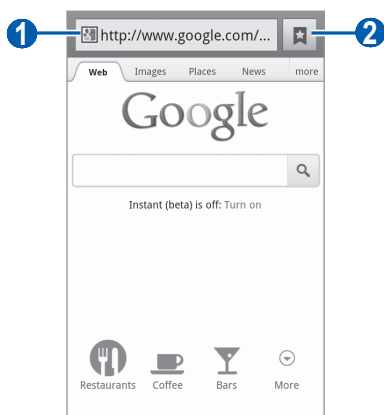 1 http://www.google.com/... 2
Web Images Places News more
Google
Instant (beta) is off: Turn on
Restaurants Coffee Bars More